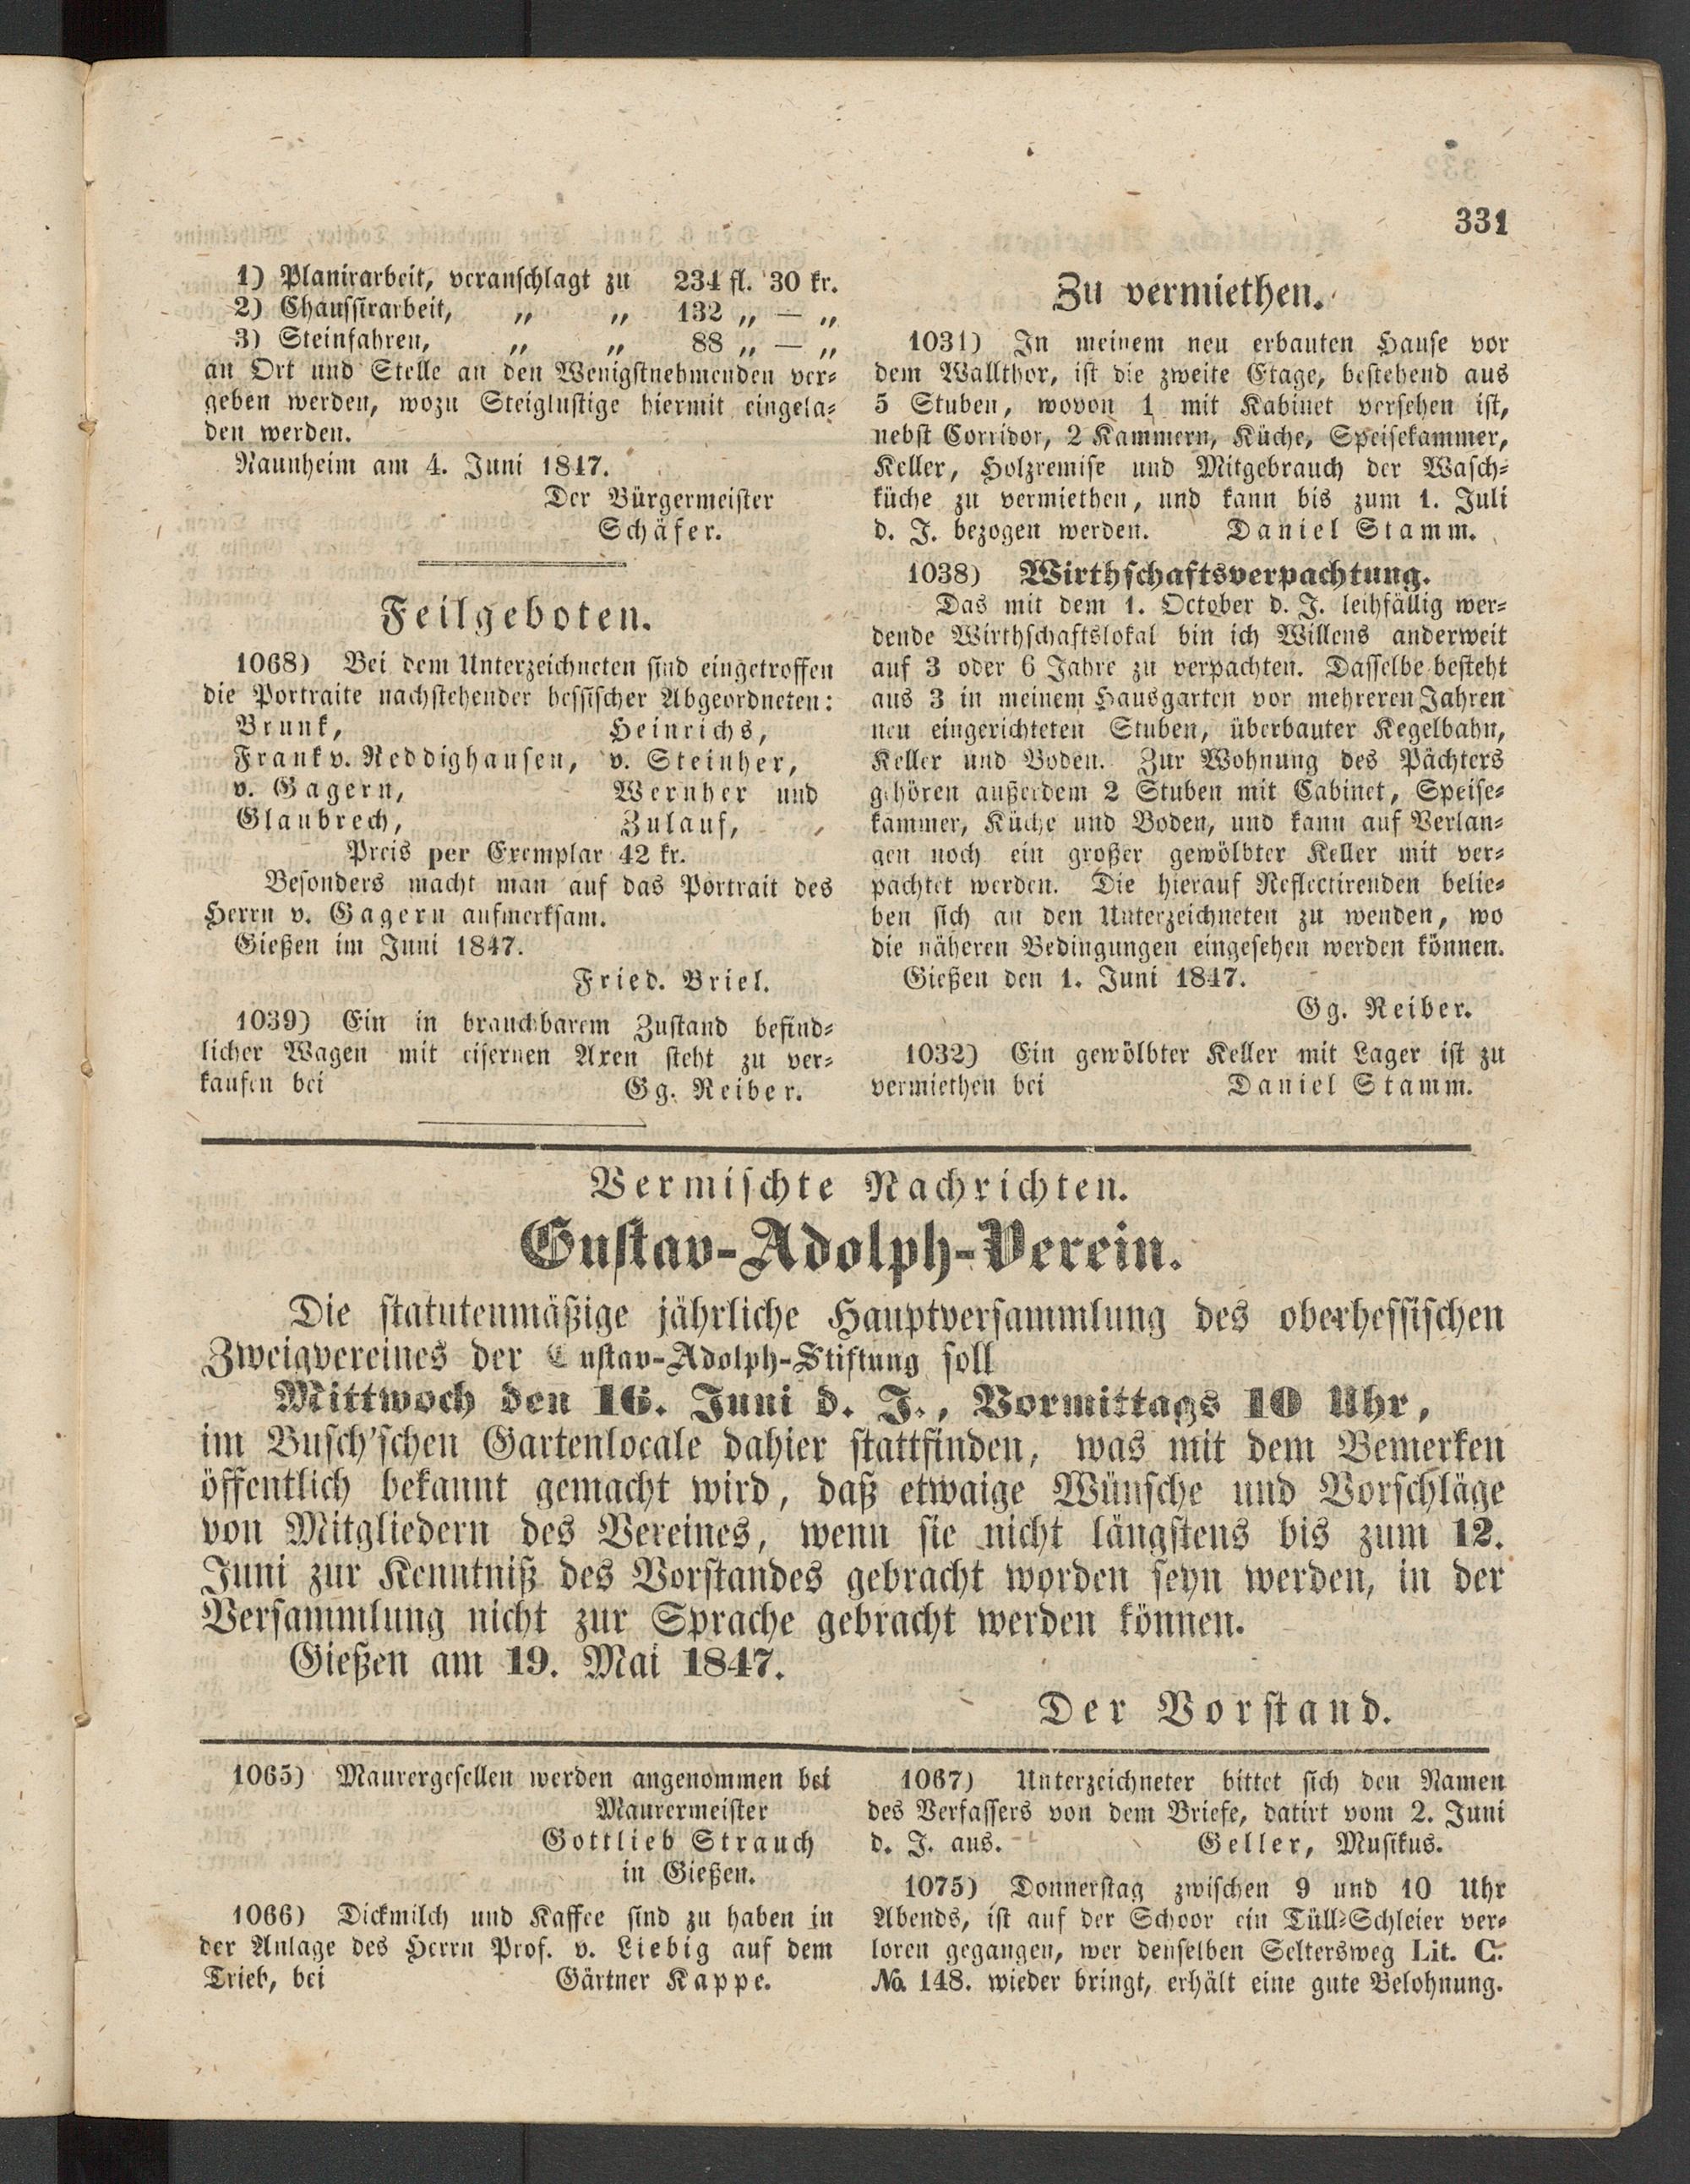 331
1) Planirarbeit, veranschlagt zu 234 fl. 30 kr.
2) Chaussirarbeit, „ „ 132 „ — „
3) Steinfahren, „ „ 88 „ — „
an Ort und Stelle an den Wenigstnehmenden ver-
geben werden, wozu Steiglustige hiermit eingela-
den werden.
Naunheim am 4. Juni 1847.
Der Bürgermeister
Schäfer.
Feilgeboten.
1068) Bei dem Unterzeichneten sind eingetroffen
die Portraite nachstehender hessischer Abgeordneten:
Brunk, Heinrichs,
Frank v. Reddighausen, v. Steinher,
v. Gagern, Wernher und
Glaubrech, Zulauf,
Preis per Exemplar 42 kr.
Besonders macht man auf das Portrait des
Herrn v. Gagern aufmerksam.
Gießen im Juni 1847.
Fried. Briel.
1039) Ein in brauchbarem Zustand befind-
licher Wagen mit eisernen Axen steht zu ver-
kaufen bei Gg. Reiber.
Zu vermiethen.
1031) In meinem neu erbauten Hause vor
dem Wallthor, ist die zweite Etage, bestehend aus
5 Stuben, wovon 1 mit Kabinet versehen ist,
nebst Corridor, 2 Kammern, Küche, Speisekammer,
Keller, Holzremise und Mitgebrauch der Wasch-
küche zu vermiethen, und kann bis zum 1. Juli
d. J. bezogen werden. Daniel Stamm.
1038) Wirthschaftsverpachtung.
Das mit dem 1. October d. J. leihfällig wer-
dende Wirthschaftslokal bin ich Willens anderweit
auf 3 oder 6 Jahre zu verpachten. Dasselbe besteht
aus 3 in meinem Hausgarten vor mehreren Jahren
neu eingerichteten Stuben, überbauter Kegelbahn,
Keller und Boden. Zur Wohnung des Pächters
gehören außerdem 2 Stuben mit Cabinet, Speise-
kammer, Küche und Boden, und kann auf Verlan-
gen noch ein großer gewölbter Keller mit ver-
pachtet werden. Die hierauf Reflectirenden belie-
ben sich an den Unterzeichneten zu wenden, wo
die näheren Bedingungen eingesehen werden können.
Gießen den 1. Juni 1847.
Gg. Reiber.
1032) Ein gewölbter Keller mit Lager ist zu
vermiethen bei Daniel Stamm.
Vermischte Nachrichten.
Gustav-Adolph-Verein.
Die statutenmäßige jährliche Hauptversammlung des oberhessischen
Zweigvereines der Gustav-Adolph-Stiftung soll
Mittwoch den 16. Juni d. J., Vormittags 10 Uhr,
im Busch'schen Gartenlocale dahier stattfinden, was mit dem Bemerken
öffentlich bekannt gemacht wird, daß etwaige Wünsche und Vorschläge
von Mitgliedern des Vereines, wenn sie nicht längstens bis zum 12.
Juni zur Kenntniß des Vorstandes gebracht worden seyn werden, in der
Versammlung nicht zur Sprache gebracht werden können.
Gießen am 19. Mai 1847.
Der Vorstand.
1065) Maurergesellen werden angenommen bei
Maurermeister
Gottlieb Strauch
in Gießen.
1066) Dickmilch und Kaffee sind zu haben in
der Anlage des Herrn Prof. v. Liebig auf dem
Trieb, bei Gärtner Kappe.
1067) Unterzeichneter bittet sich den Namen
des Verfassers von dem Briefe, datirt vom 2. Juni
d. J. aus. Geller, Musikus.
1075) Donnerstag zwischen 9 und 10 Uhr
Abends, ist auf der Schoor ein Tüll-Schleier ver-
loren gegangen, wer denselben Seltersweg Lit. C.
No. 148. wieder bringt, erhält eine gute Belohnung.